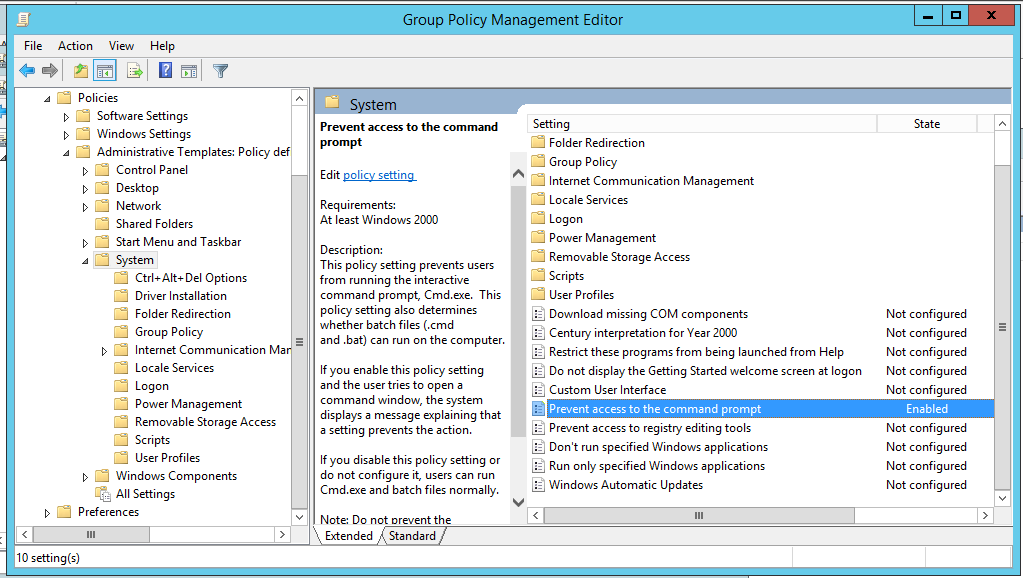 Group Policy Management Editor
File Action View Help
Policies
Software Settings
Windows Settings
Administrative Templates: Policy defi
Control Panel
Desktop
Network
Shared Folders
Start Menu and Taskbar
System
Ctrl+Alt+Del Options
Driver Installation
Folder Redirection
Group Policy
Internet Communication Man
Locale Services
Logon
Power Management
Removable Storage Access
Scripts
User Profiles
Windows Components
All Settings
Preferences
System
Prevent access to the command
prompt
Edit policy setting
Requirements:
At least Windows 2000
Description:
This policy setting prevents users
from running the interactive
command prompt, Cmd.exe. This
policy setting also determines
whether batch files (.cmd
and .bat) can run on the computer.
If you enable this policy setting
and the user tries to open a
command window, the system
displays a message explaining that
a setting prevents the action.
If you disable this policy setting or
do not configure it, users can run
Cmd.exe and batch files normally.
Note: Do not prevent the
Setting State
Folder Redirection
Group Policy
Internet Communication Management
Locale Services
Logon
Power Management
Removable Storage Access
Scripts
User Profiles
Download missing COM components Not configured
Century interpretation for Year 2000 Not configured
Restrict these programs from being launched from Help Not configured
Do not display the Getting Started welcome screen at logon Not configured
Custom User Interface Not configured
Prevent access to the command prompt Enabled
Prevent access to registry editing tools Not configured
Don't run specified Windows applications Not configured
Run only specified Windows applications Not configured
Windows Automatic Updates Not configured
Extended Standard
10 setting(s)